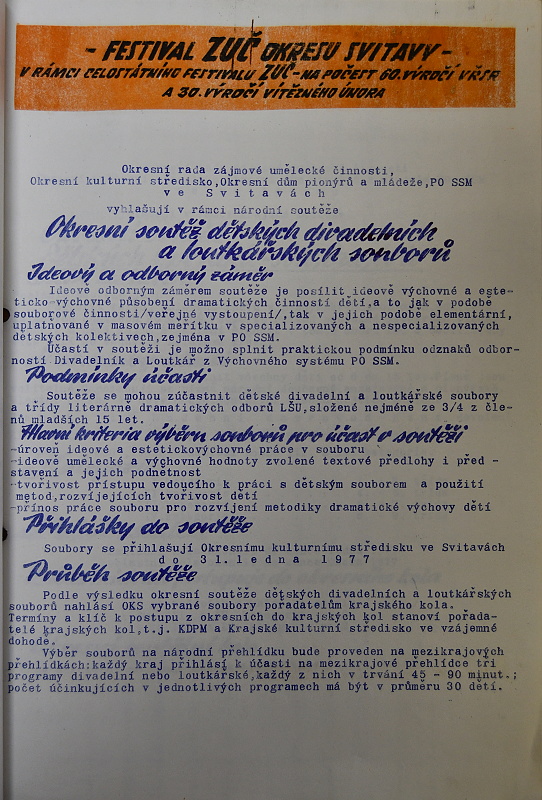 - FESTIVAL ZUČ OKRESU SVITAVY -
V RÁMCI CELOSTÁTNÍHO FESTIVALU ZUČ - NA POČEST 60. VÝROČÍ VŘSR
A 30. VÝROČÍ VÍTĚZNÉHO ÚNORA
Okresní rada zájmové umělecké činnosti,
Okresní kulturní středisko,Okresní dům pionýrů a mládeže,PO SSM
ve Svitavách
vyhlašují v rámci národní soutěže
Okresní soutěž dětských divadelních
a loutkářských souborů
Ideový a odborný záměr
Ideově odborným záměrem soutěže je posílit ideově výchovné a este-
ticko-výchovné působení dramatických činností dětí,a to jak v podobě
souborové činnosti/veřejné vystoupení/,tak v jejich podobě elementární,
uplatňované v masovém měřítku v specializovaných a nespecializovaných
dětských kolektivech,zejména v PO SSM.
Účastí v soutěži je možno splnit praktickou podmínku odznaků odbor-
ností Divadelník a Loutkář z Výchovného systému PO SSM.
Podmínky účasti
Soutěže se mohou zúčastnit dětské divadelní a loutkářské soubory
a třídy literárně dramatických odborů LŠU,složené nejméně ze 3/4 z čle-
nů mladších 15 let.
Hlavní kriteria výběru souborů pro účast v soutěži
-úroveň ideové a estetickovýchovné práce v souboru
-ideově umělecké a výchovné hodnoty zvolené textové předlohy i před -
stavení a jejich podnětnost
-tvořivost přístupu vedoucího k práci s dětským souborem a použití
metod,rozvíjejících tvořivost dětí
-přínos práce souboru pro rozvíjení metodiky dramatické výchovy dětí
Přihlášky do soutěže
Soubory se přihlašují Okresnímu kulturnímu středisku ve Svitavách
do 31.ledna 1977
Průběh soutěže
Podle výsledku okresní soutěže dětských divadelních a loutkářských
souborů nahlásí OKS vybrané soubory pořadatelům krajského kola.
Termíny a klíč k postupu z okresních do krajských kol stanoví pořada-
telé krajských kol,t.j. KDPM a Krajské kulturní středisko ve vzájemné
dohodě.
Výběr souborů na národní přehlídku bude proveden na mezikrajových
přehlídkách:každý kraj přihlásí k účasti na mezikrajové přehlídce tři
programy divadelní nebo loutkářské,každý z nich v trvání 45 - 90 minut.;
počet účinkujících v jednotlivých programech má být v průměru 30 dětí.